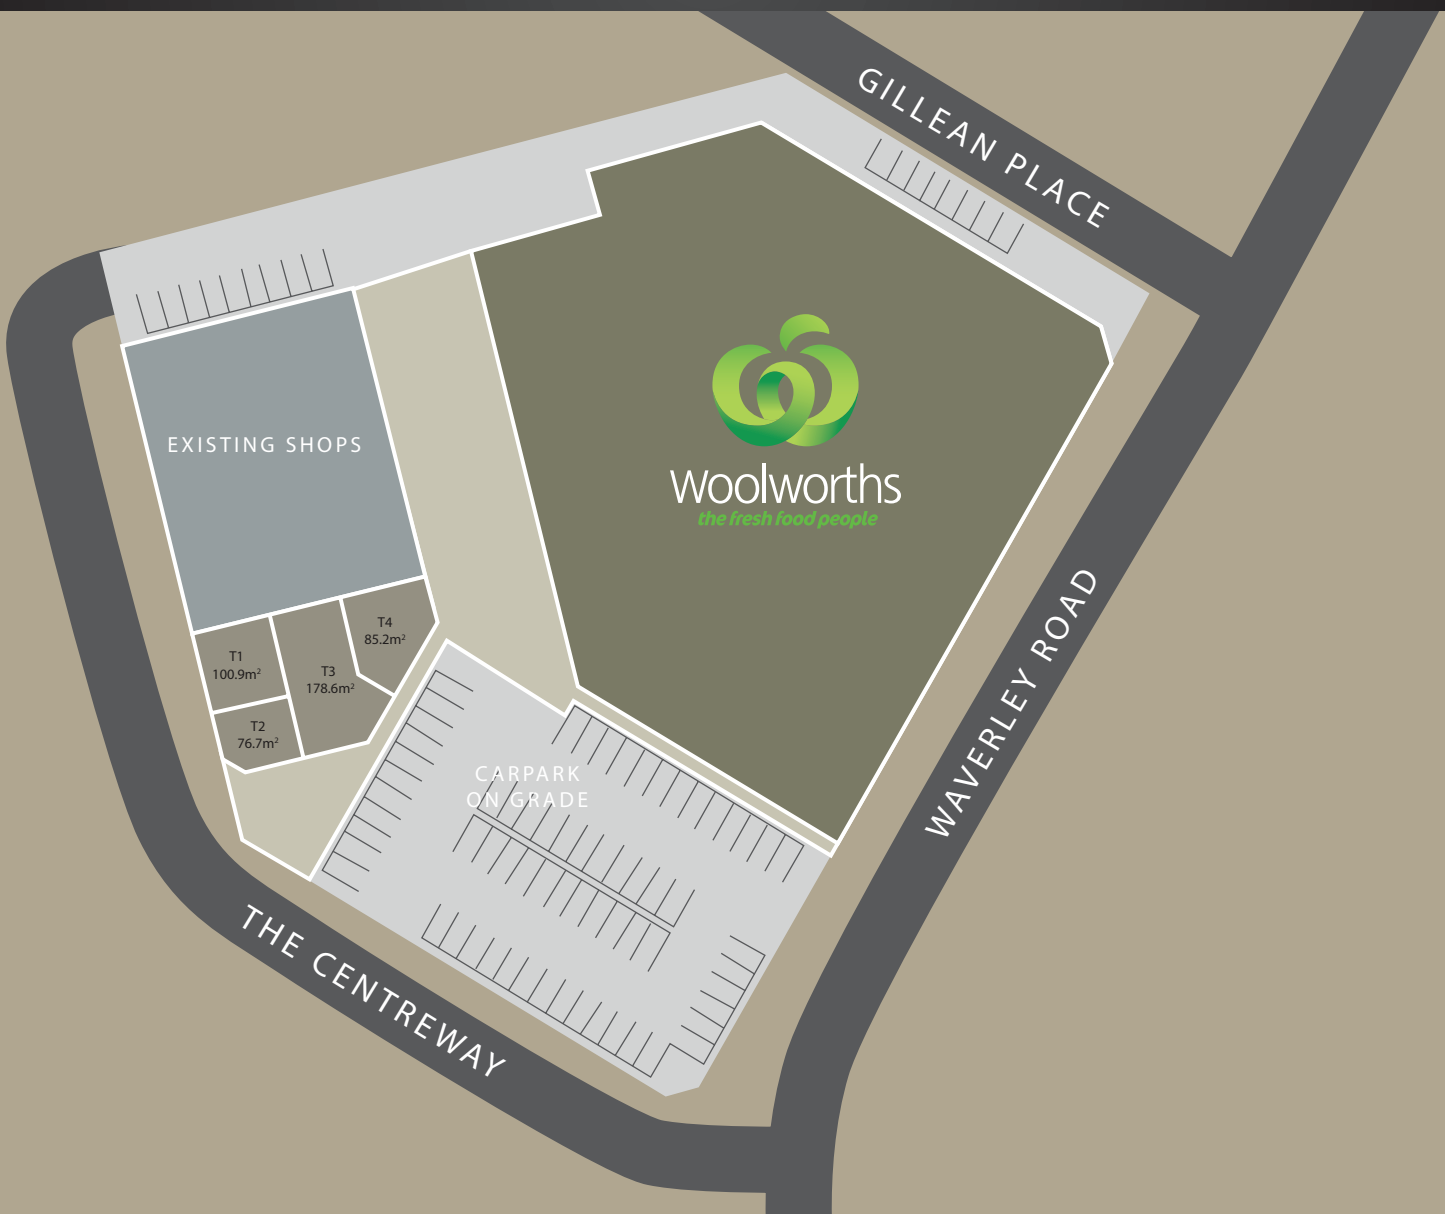 GILLEAN PLACE
EXISTING SHOPS
Woolworths
the fresh food people
T4
85.2m²
T1
100.9m²
T3
178.6m²
T2
76.7m²
WAVERLEY ROAD
CARPARK
ON GRADE
THE CENTREWAY